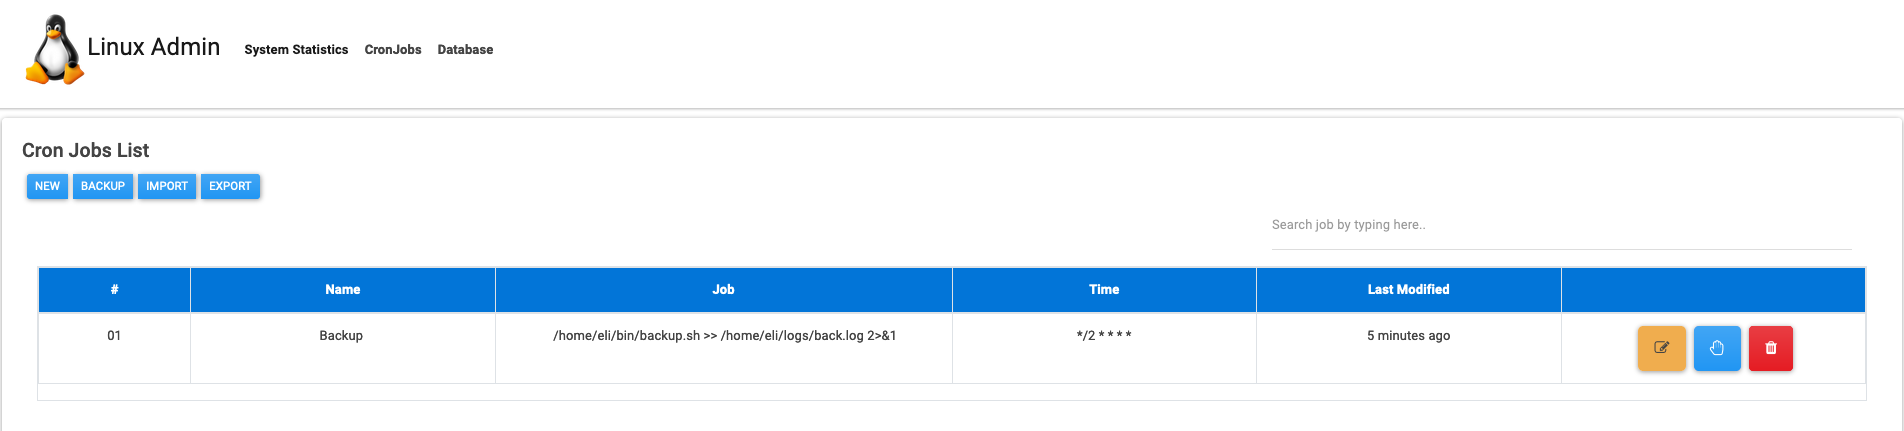 Linux Admin System Statistics CronJobs Database
Cron Jobs List
NEW BACKUP IMPORT EXPORT
Search job by typing here..
# Name Job Time Last Modified
01 Backup /home/eli/bin/backup.sh >> /home/eli/logs/back.log 2>&1 */2 * * * * 5 minutes ago